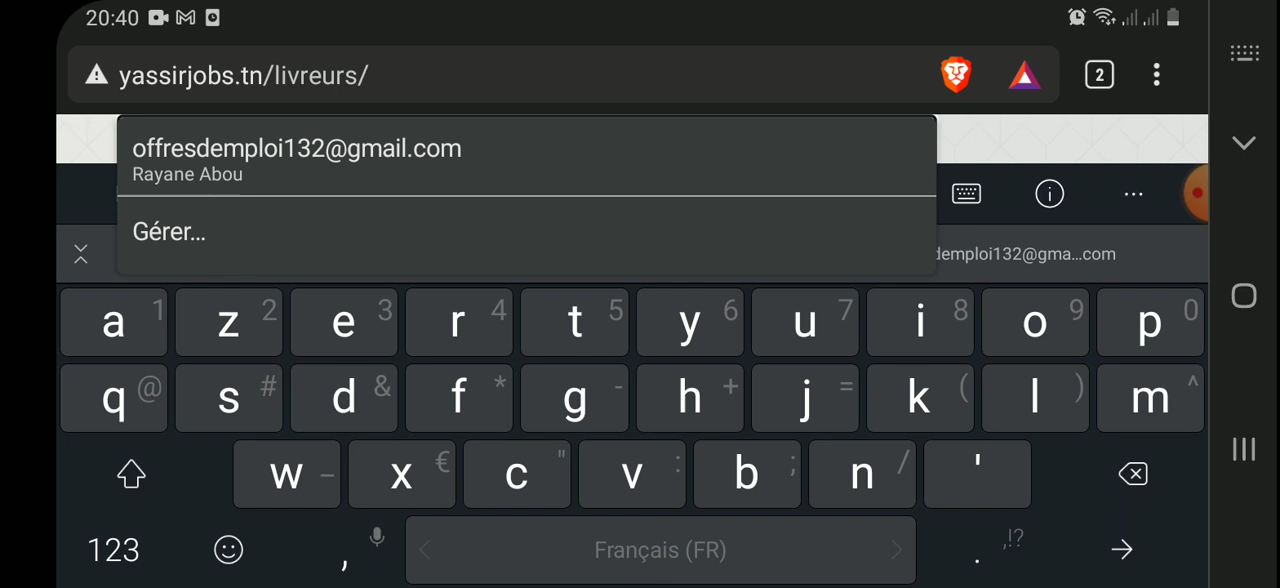 20:40
yassirjobs.tn/livreurs/
2
offresdemploi132@gmail.com
Rayane Abou
Gérer...
demploi132@gma...com
a 1 z 2 e 3 r 4 t 5 y 6 u 7 i 8 o 9 p 0
q @ s # d & f * g - h + j = k ( l ) m ^
w _ x € c " v : b ; n / '
123 , Français (FR) . ,!?